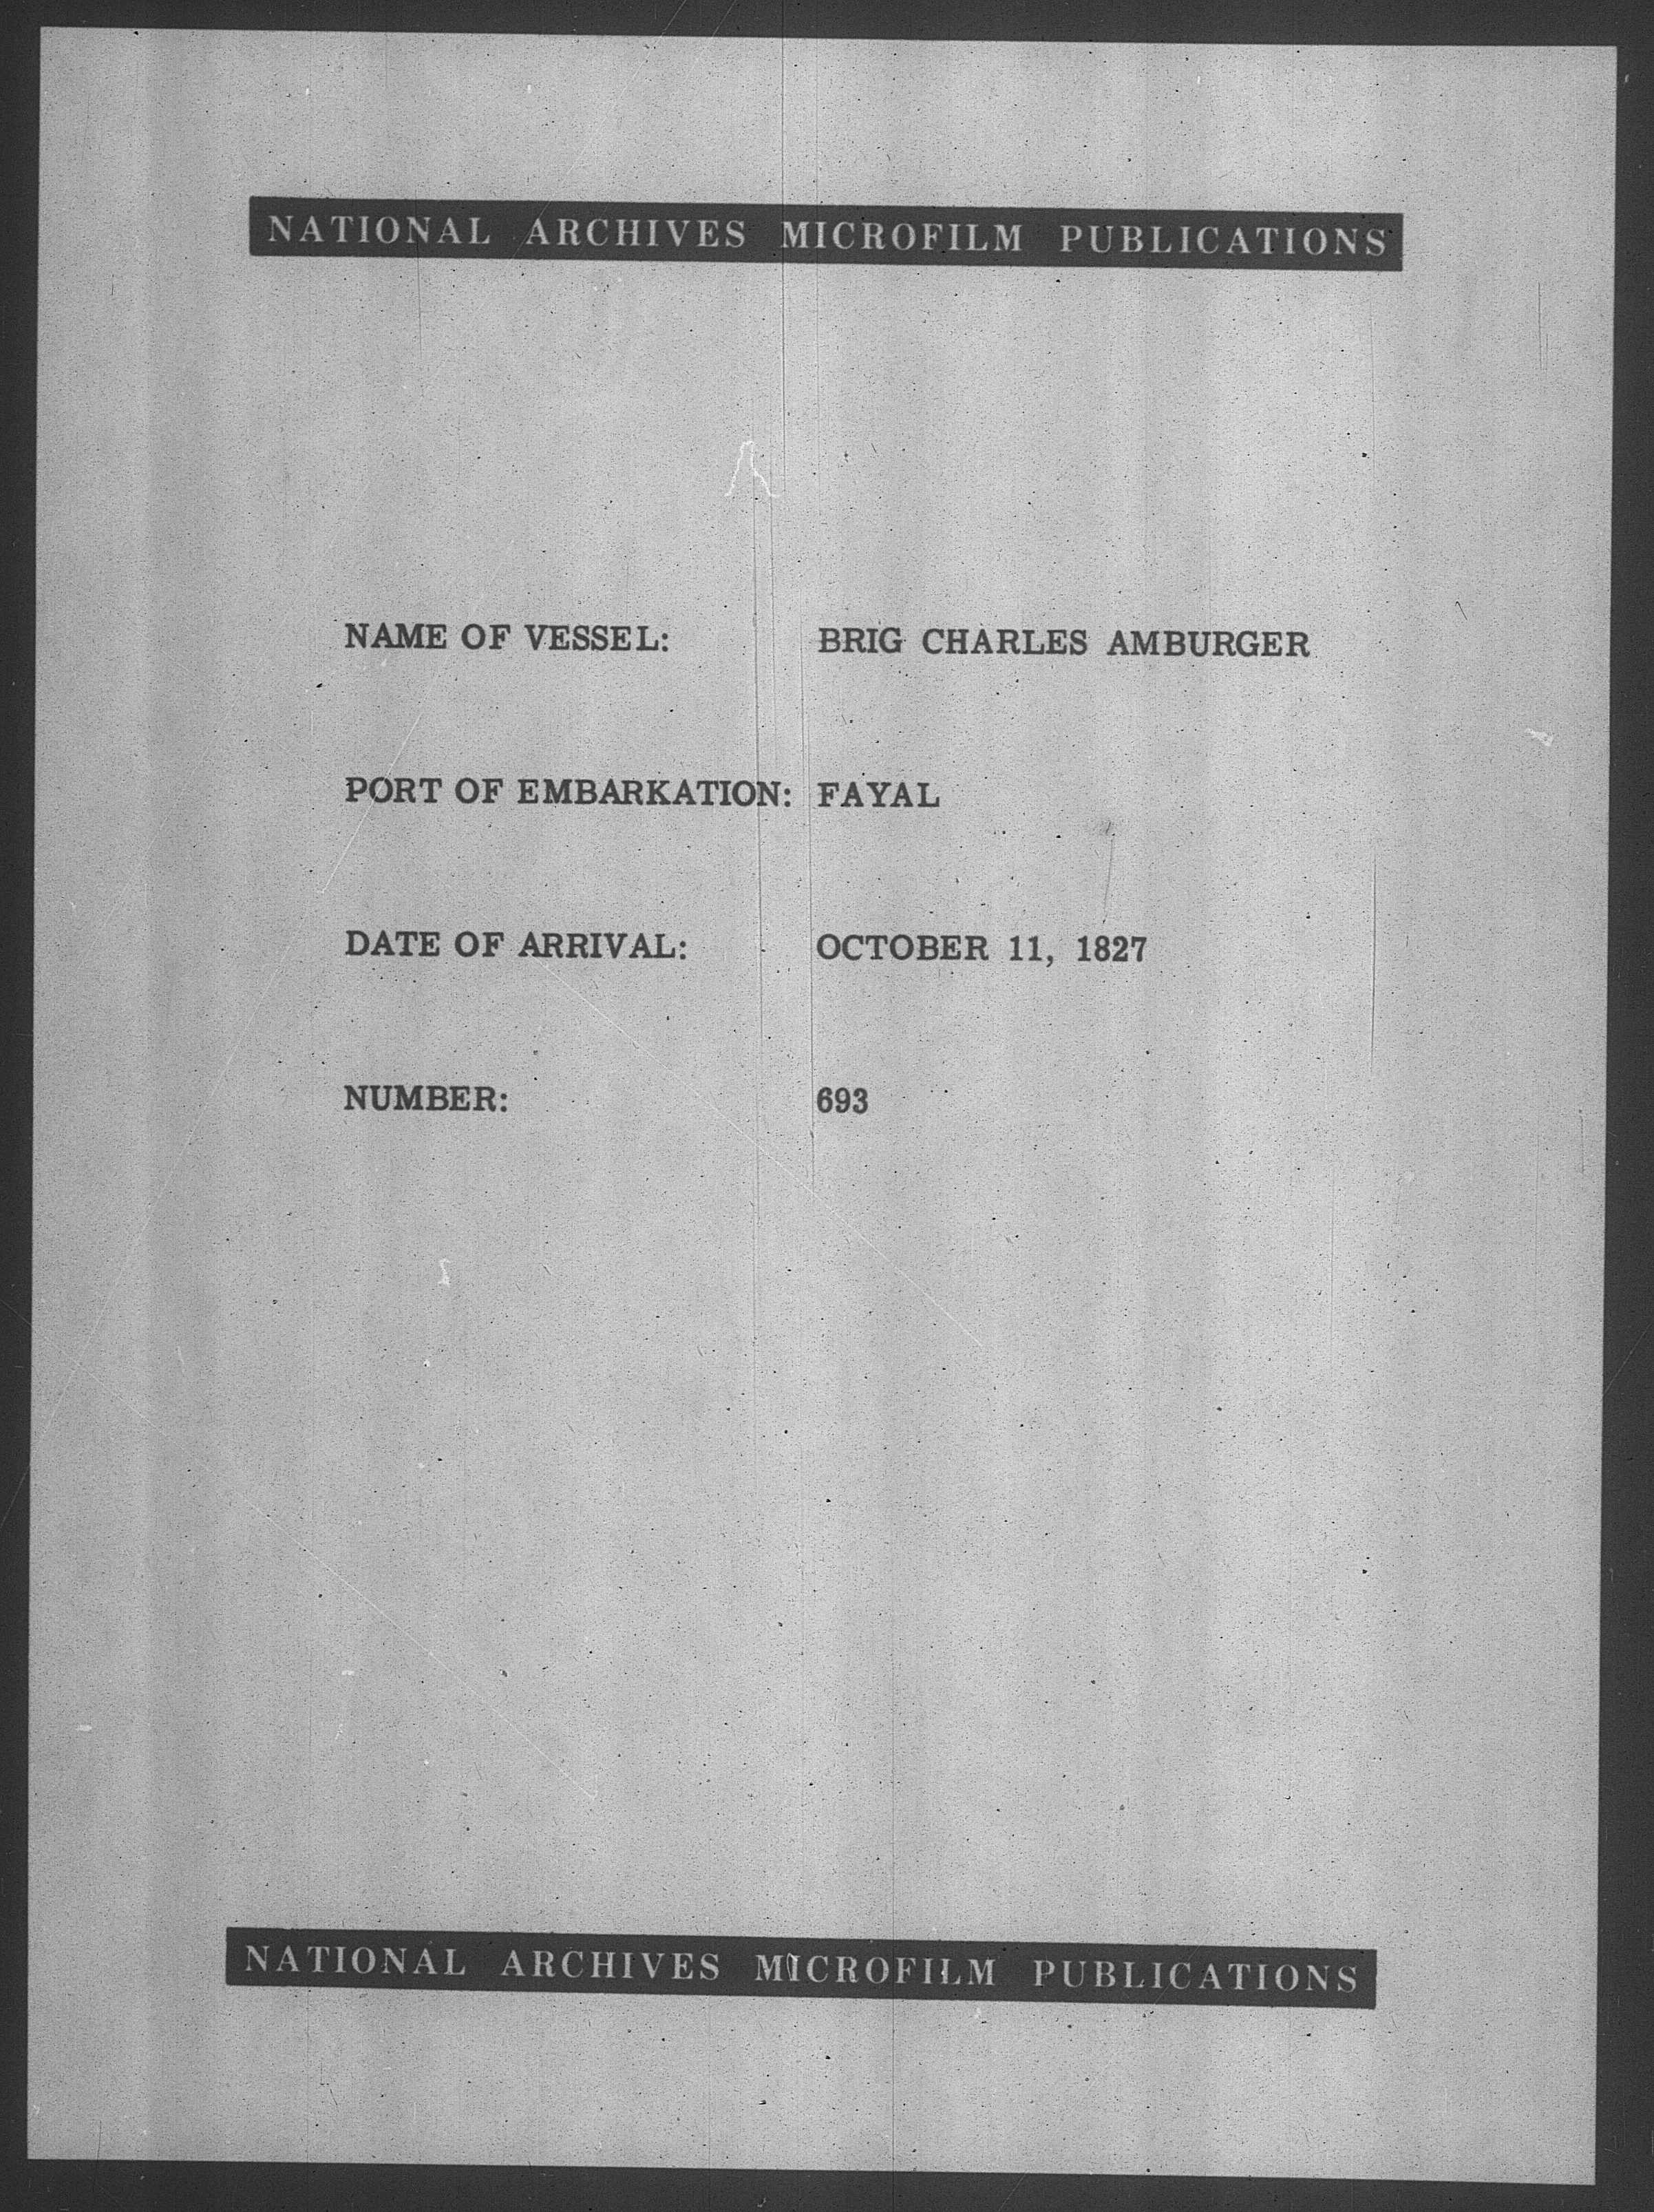 NATIONAL ARCHIVES MICROFILM PUBLICATIONS
NAME OF VESSEL: BRIG CHARLES AMBURGER
PORT OF EMBARKATION: FAYAL
DATE OF ARRIVAL: OCTOBER 11, 1827
NUMBER: 693
NATIONAL ARCHIVES MICROFILM PUBLICATIONS